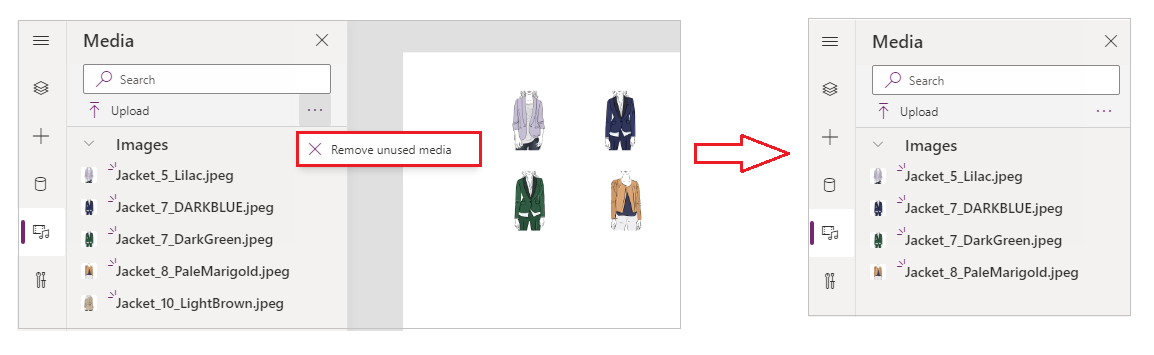 Media
Search
Upload
Images
Remove unused media
Jacket_5_Lilac.jpeg
Jacket_7_DARKBLUE.jpeg
Jacket_7_DarkGreen.jpeg
Jacket_8_PaleMarigold.jpeg
Jacket_10_LightBrown.jpeg
Media
Search
Upload
Images
Jacket_5_Lilac.jpeg
Jacket_7_DARKBLUE.jpeg
Jacket_7_DarkGreen.jpeg
Jacket_8_PaleMarigold.jpeg